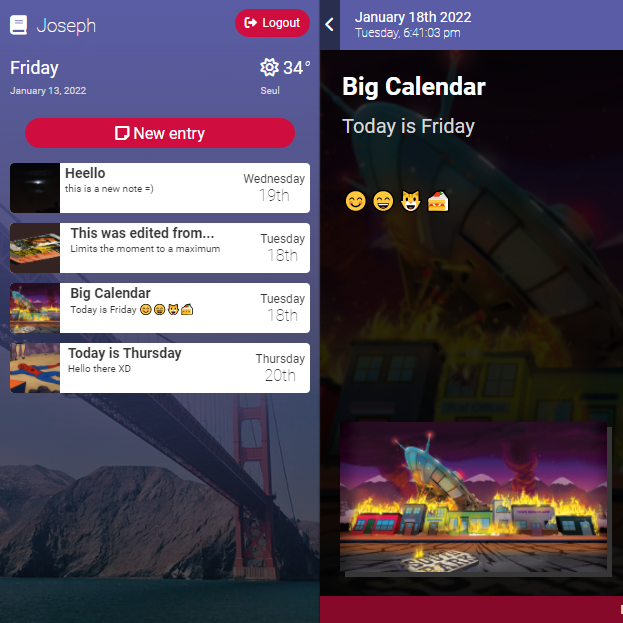 Joseph
Logout
Friday
34°
January 13, 2022
Seul
New entry
Heello
this is a new note =)
Wednesday
19th
This was edited from...
Limits the moment to a maximum
Tuesday
18th
Big Calendar
Today is Friday 😊😄😺🍰
Tuesday
18th
Today is Thursday
Hello there XD
Thursday
20th
January 18th 2022
Tuesday, 6:41:03 pm
Big Calendar
Today is Friday
😊 😄 😺 🍰